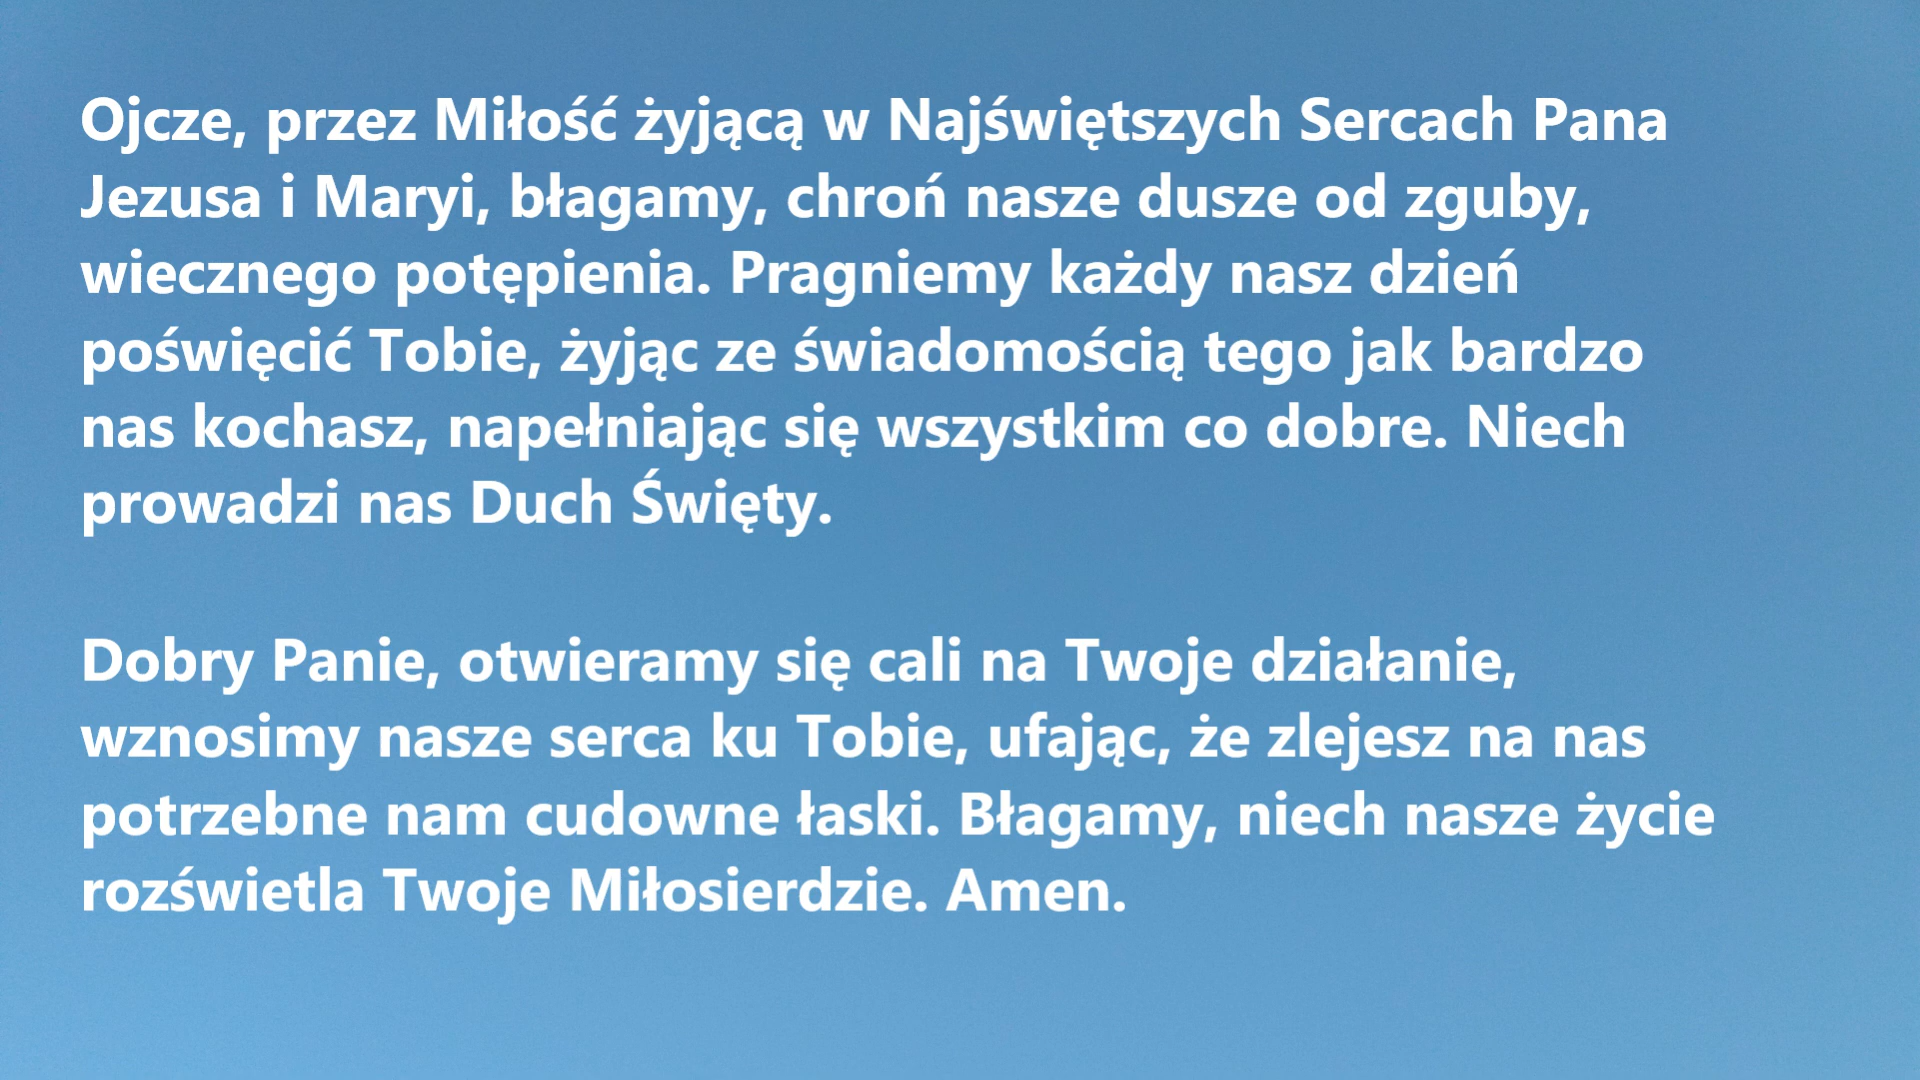 Ojcze, przez Miłość żyjącą w Najświętszych Sercach Pana
Jezusa i Maryi, błagamy, chroń nasze dusze od zguby,
wiecznego potępienia. Pragniemy każdy nasz dzień
poświęcić Tobie, żyjąc ze świadomością tego jak bardzo
nas kochasz, napełniając się wszystkim co dobre. Niech
prowadzi nas Duch Święty.
Dobry Panie, otwieramy się cali na Twoje działanie,
wznosimy nasze serca ku Tobie, ufając, że zlejesz na nas
potrzebne nam cudowne łaski. Błagamy, niech nasze życie
rozświetla Twoje Miłosierdzie. Amen.